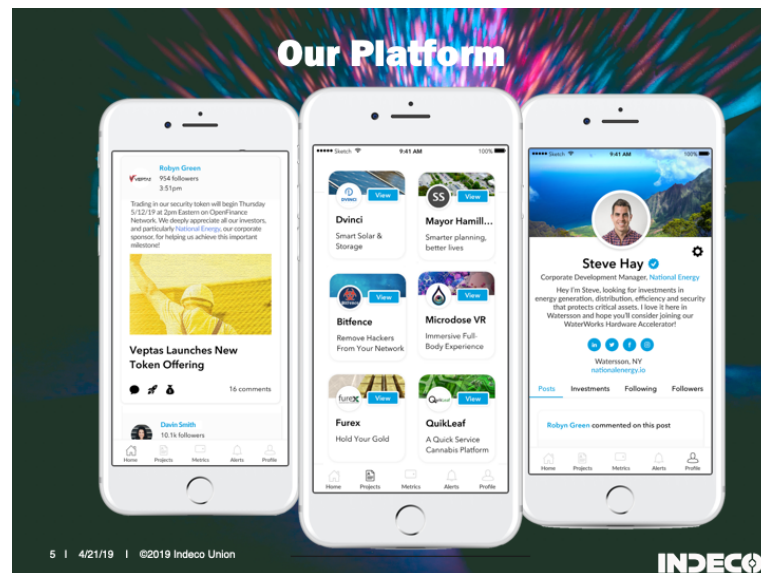 Our Platform
VEPTAS
Robyn Green
954 followers
3:51pm
Trading in our security token will begin Thursday
5/12/19 at 2pm Eastern on OpenFinance
Network. We deeply appreciate all our investors,
and particularly National Energy, our corporate
sponsor, for helping us achieve this important
milestone!
Veptas Launches New
Token Offering
16 comments
Davin Smith
10.1k followers
Home Projects Metrics Alerts Profile
Sketch 9:41 AM 100%
DVINCI
View
Dvinci
Smart Solar &
Storage
SS
View
Mayor Hamill...
Smarter planning,
better lives
BITFENCE
View
Bitfence
Remove Hackers
From Your Network
View
Microdose VR
Immersive Full-
Body Experience
furex
View
Furex
Hold Your Gold
QuikLeaf
View
QuikLeaf
A Quick Service
Cannabis Platform
Home Projects Metrics Alerts Profile
Sketch 9:41 AM 100%
Steve Hay
Corporate Development Manager, National Energy
Hey I'm Steve, looking for investments in
energy generation, distribution, efficiency and security
that protects critical assets. I love it here in
Watersson and hope you'll consider joining our
WaterWorks Hardware Accelerator!
Watersson, NY
nationalenergy.io
Posts Investments Following Followers
Robyn Green commented on this post
Home Projects Metrics Alerts Profile
5 I 4/21/19 I ©2019 Indeco Union
INDECO